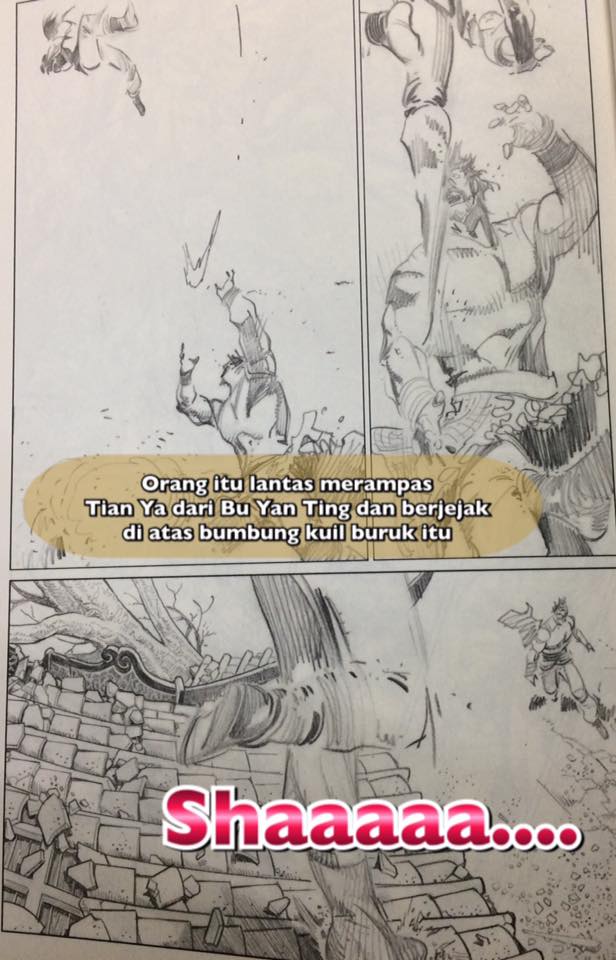 Orang itu lantas merampas
Tian Ya dari Bu Yan Ting dan berjejak
di atas bumbung kuil buruk itu
Shaaaaa....